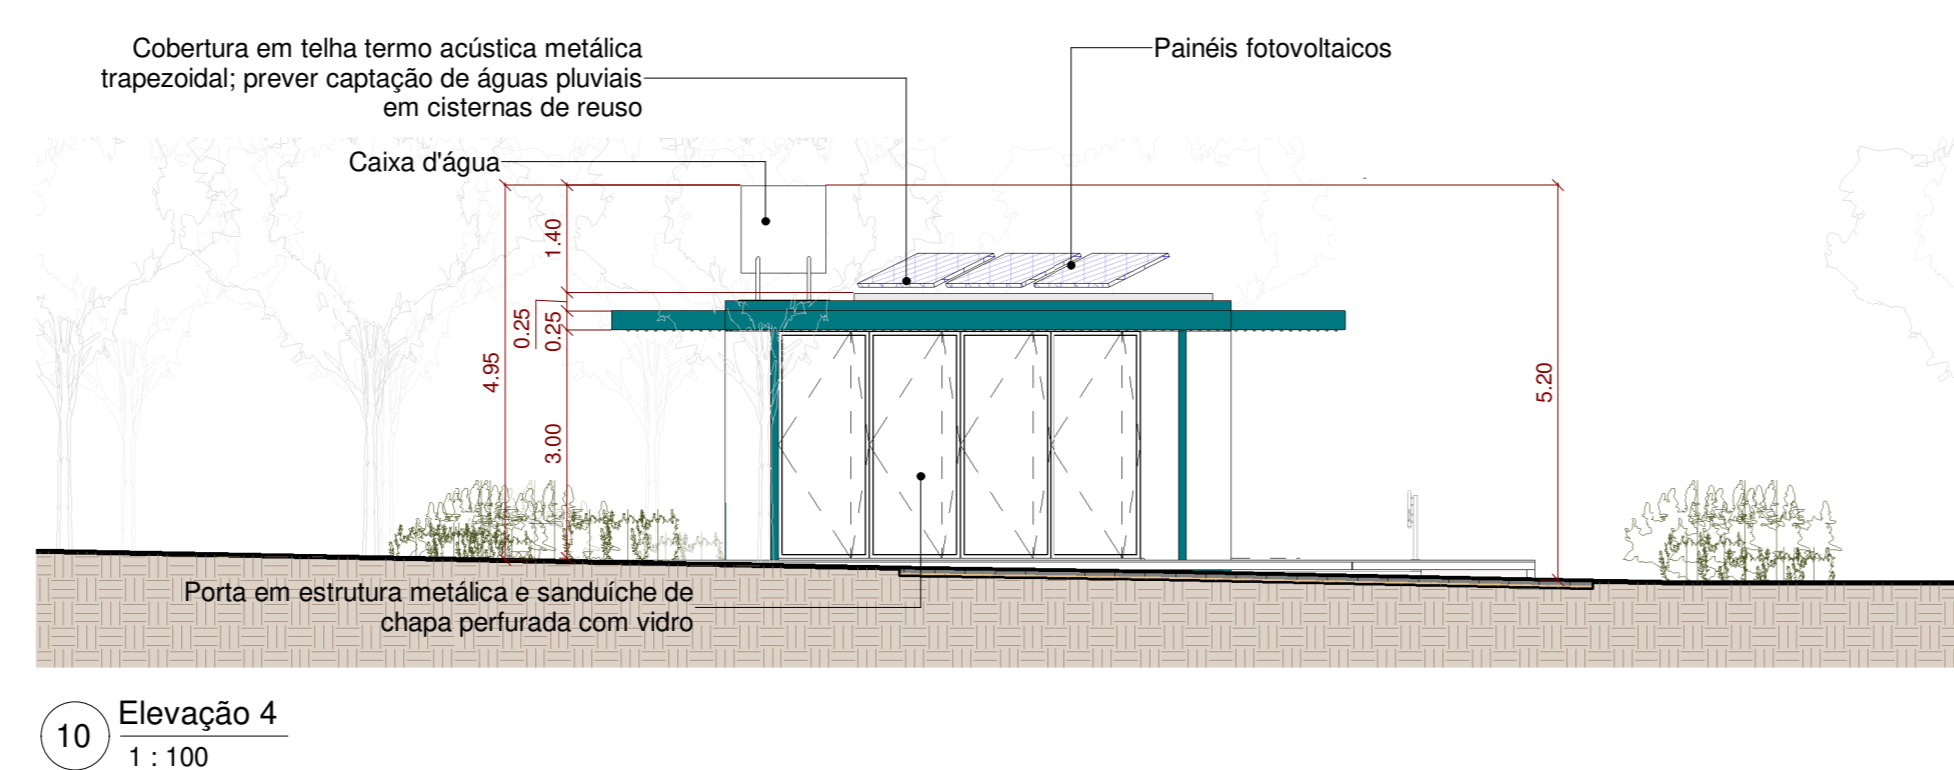 Cobertura em telha termo acústica metálica
trapezoidal; prever captação de águas pluviais
em cisternas de reuso
Painéis fotovoltaicos
Caixa d'água
1.40
0.25
0.25
4.95
3.00
5.20
Porta em estrutura metálica e sanduíche de
chapa perfurada com vidro
10
Elevação 4
1 : 100